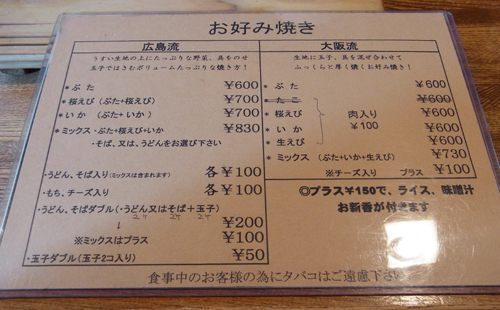 お好み焼き
広島流
うすい生地の上にたっぷりな野菜、具をのせ
玉子ではさむボリュームたっぷりな焼き方!
* ぶ た ¥600
* 桜えび (ぶた+桜えび) ¥700
* い か (ぶた+ いか) ¥700
* ミックス ・ぶた+桜えび+いか ¥830
・そば、又は、うどんをお選び下さい
・うどん、そば入り (ミックスは含まれます) 各 ¥100
・もち、チーズ入り 各 ¥100
・うどん、そばダブル (・うどん又はそば+玉子)
2ケ 2ケ 2ケ
↓ ¥200
※ミックスはプラス ¥100
・玉子ダブル (玉子2コ入り) ¥50
大阪流
生地に玉子、具を混ぜ合わせて
ふっくらと厚く焼くお好み焼き!
* ぶ た ¥600
* たこ ¥600
* 桜えび ¥600
* い か ¥600
* 生えび ¥600
肉入り
¥100
* ミックス (ぶた+いか+生えび) ¥730
※チーズ入り プラス ¥100
◎プラス¥150で、ライス、味噌汁
お新香が付きます
食事中のお客様の為にタバコはご遠慮下さい